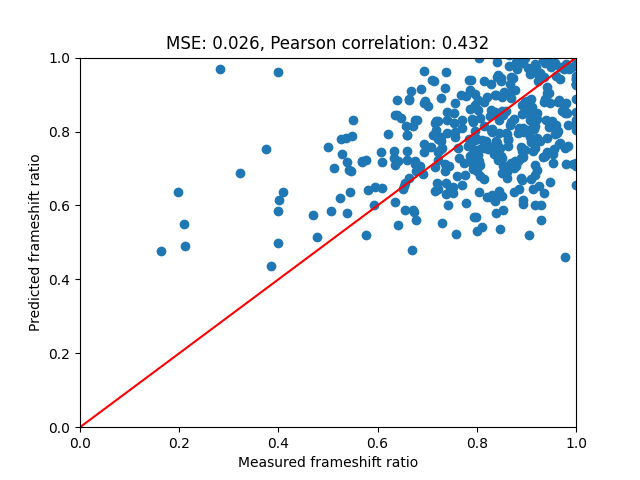 MSE: 0.026, Pearson correlation: 0.432
1.0
0.8
0.6
0.4
0.2
0.0
Predicted frameshift ratio
0.0 0.2 0.4 0.6 0.8 1.0
Measured frameshift ratio